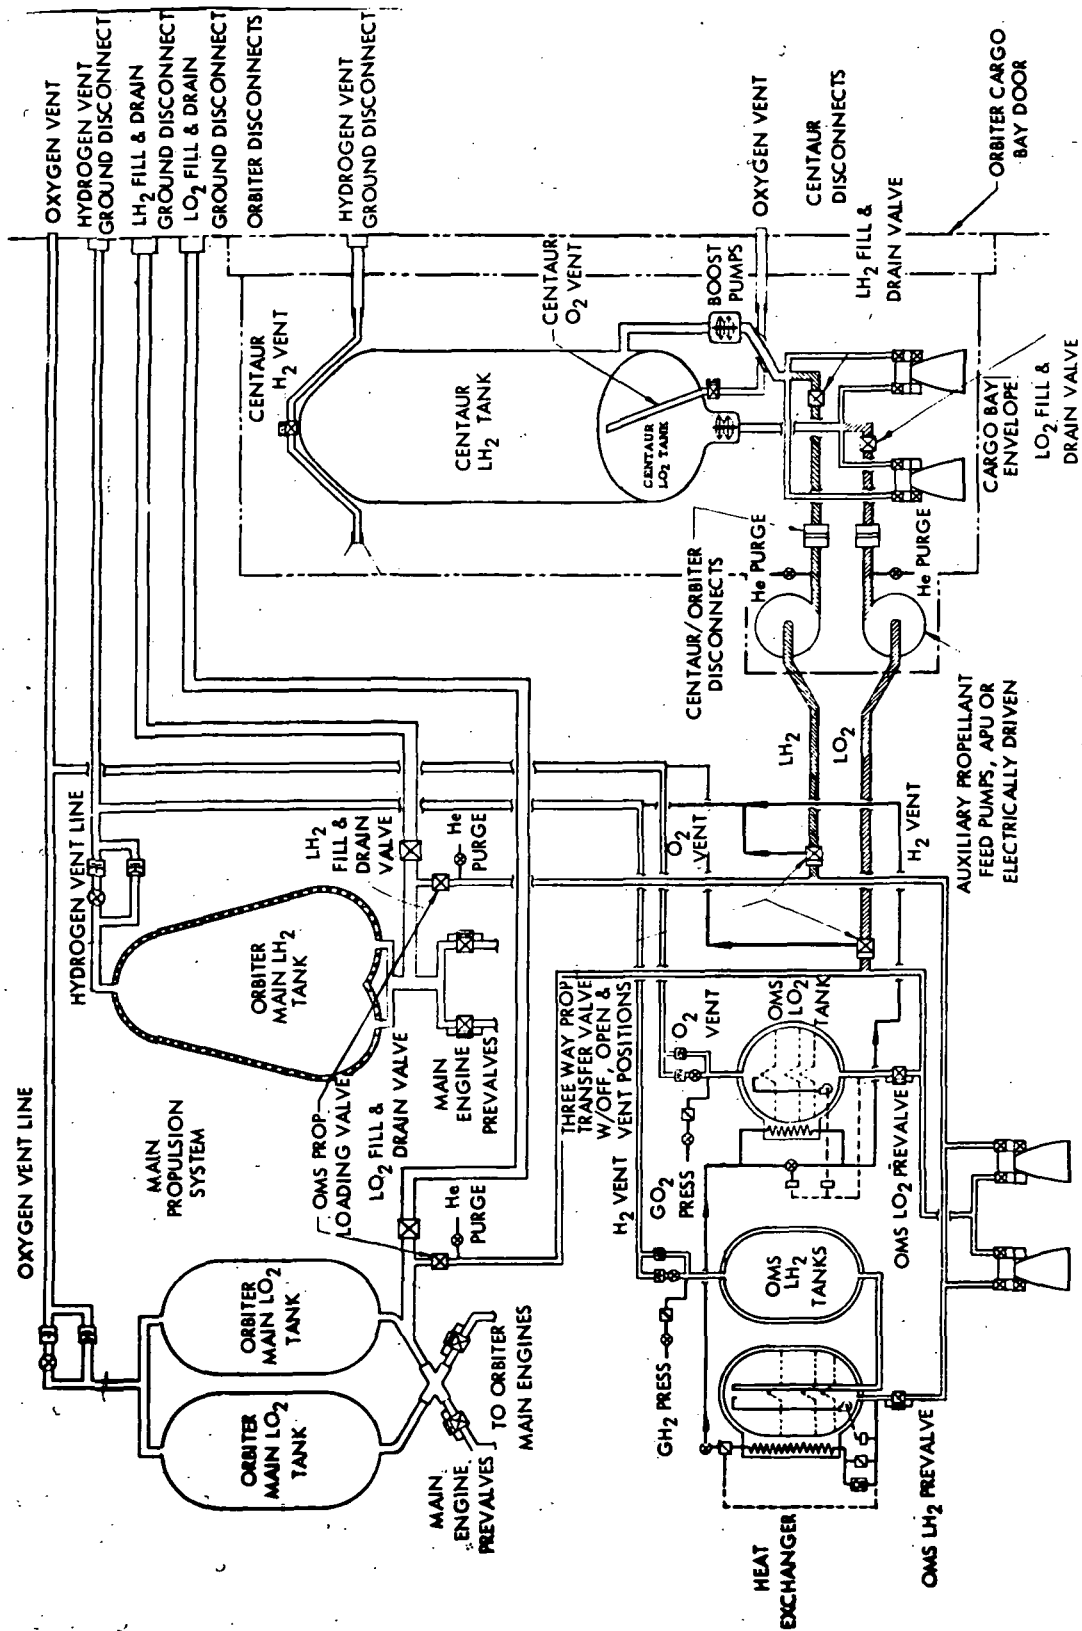 OXYGEN VENT
HYDROGEN VENT
GROUND DISCONNECT
LH2 FILL & DRAIN
GROUND DISCONNECT
LO2 FILL & DRAIN
GROUND DISCONNECT
ORBITER DISCONNECTS
HYDROGEN VENT
GROUND DISCONNECT
OXYGEN VENT
CENTAUR
DISCONNECTS
LH2 FILL &
DRAIN VALVE
ORBITER CARGO
BAY DOOR
CENTAUR
H2 VENT
CENTAUR
LH2 TANK
CENTAUR
O2 VENT
CENTAUR
LO2 TANK
BOOST
PUMPS
CARGO BAY
ENVELOPE
LO2 FILL &
DRAIN VALVE
CENTAUR/ORBITER
DISCONNECTS
He PURGE
He PURGE
LH2
LO2
AUXILIARY PROPELLANT
FEED PUMPS, APU OR
ELECTRICALLY DRIVEN
HYDROGEN VENT LINE
ORBITER
MAIN LH2
TANK
LH2
FILL &
DRAIN
VALVE
He
PURGE
O2
VENT
H2 VENT
OXYGEN VENT LINE
MAIN
PROPULSION
SYSTEM
OMS PROP
LOADING VALVE
LO2 FILL &
DRAIN VALVE
MAIN
ENGINE
PREVALVES
He
PURGE
THREE WAY PROP
TRANSFER VALVE
W/OFF, OPEN &
VENT POSITIONS
O2
VENT
OMS
LO2
TANK
ORBITER
MAIN LO2
TANK
ORBITER
MAIN LO2
TANK
TO ORBITER
MAIN ENGINES
MAIN
ENGINE
PREVALVES
H2 VENT
GO2
PRESS
GH2 PRESS
OMS
LH2
TANKS
OMS LO2 PREVALVE
HEAT
EXCHANGER
OMS LH2 PREVALVE